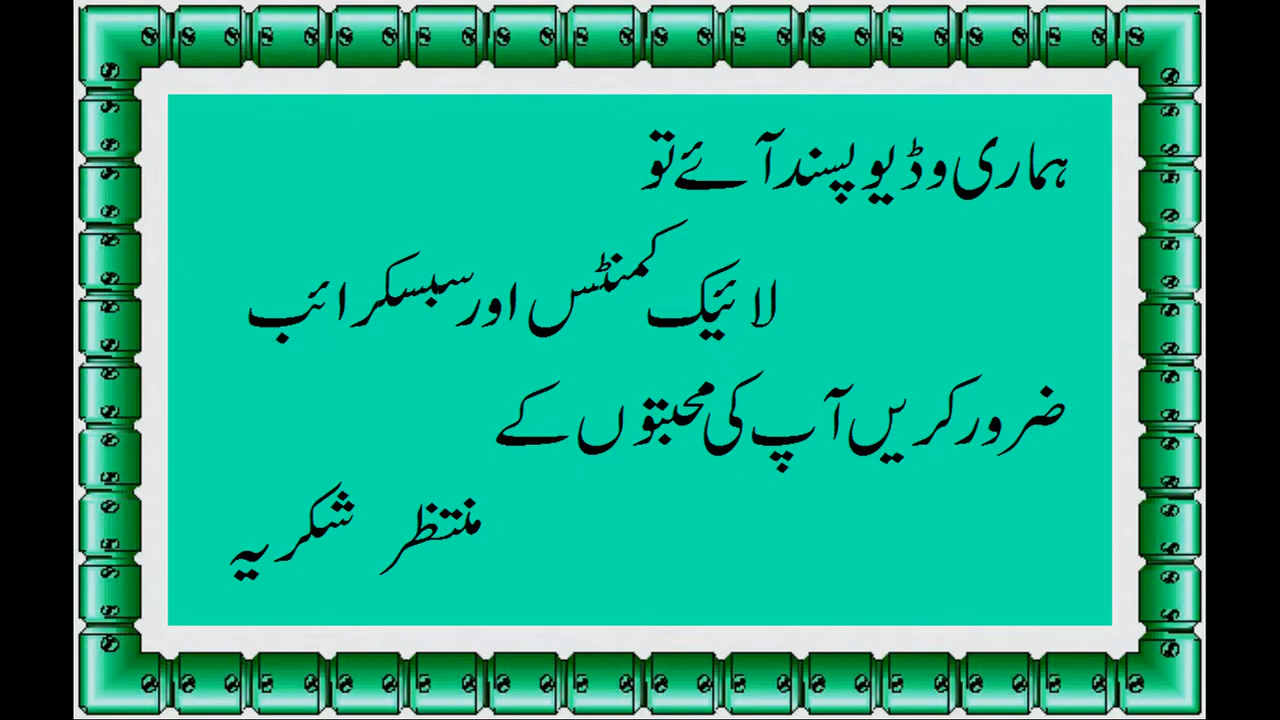 ہماری وڈیو پسند آئے تو
لائیک کمنٹس اور سبسکرائب
ضرور کریں آپ کی محبتوں کے
منتظر شکریہ